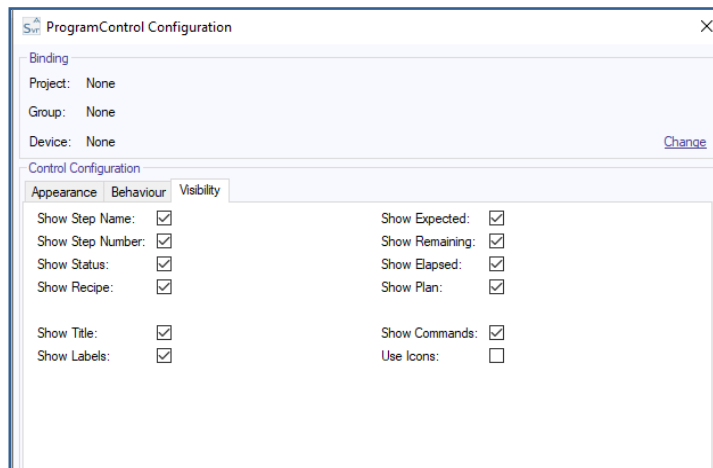 SVR A ProgramControl Configuration
Binding
Project: None
Group: None
Device: None Change
Control Configuration
Appearance Behaviour Visibility
Show Step Name: Show Expected:
Show Step Number: Show Remaining:
Show Status: Show Elapsed:
Show Recipe: Show Plan:
Show Title: Show Commands:
Show Labels: Use Icons: